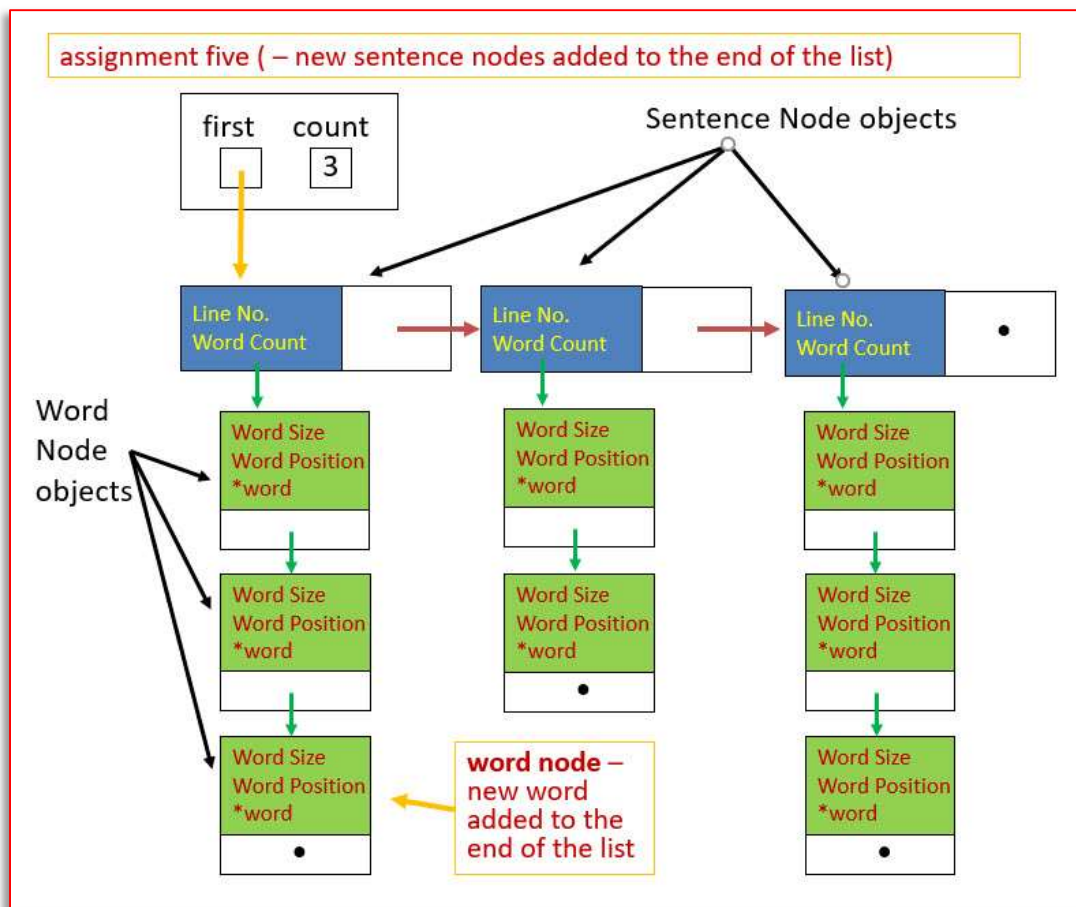 assignment five ( – new sentence nodes added to the end of the list)
first count
3
Sentence Node objects
Line No.
Word Count
Line No.
Word Count
Line No.
Word Count
Word
Node
objects
Word Size
Word Position
*word
Word Size
Word Position
*word
Word Size
Word Position
*word
Word Size
Word Position
*word
Word Size
Word Position
*word
Word Size
Word Position
*word
Word Size
Word Position
*word
word node –
new word
added to the
end of the list
Word Size
Word Position
*word